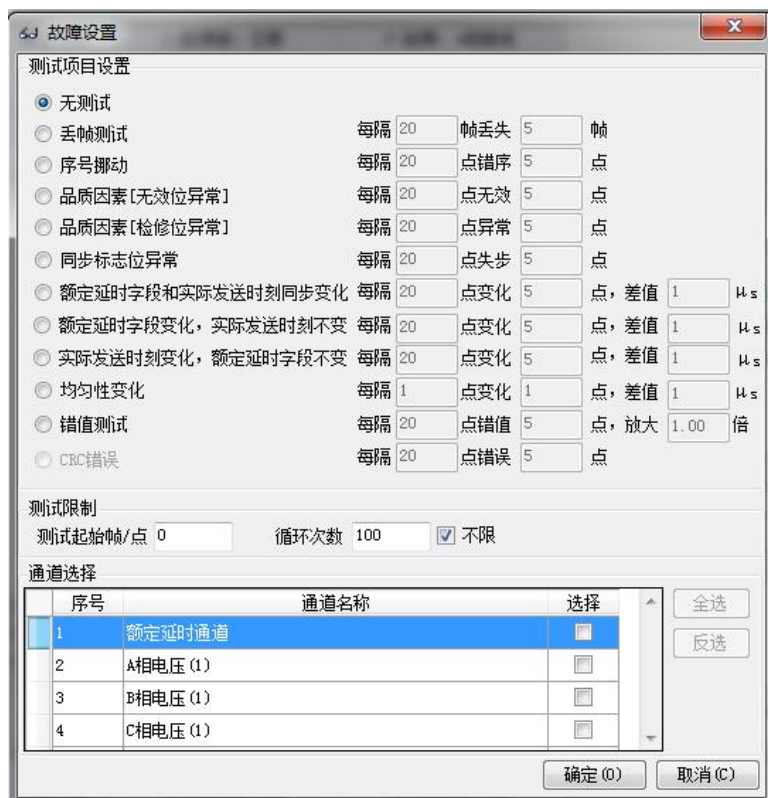 故障设置
测试项目设置
无测试
丢帧测试 每隔 20 帧丢失 5 帧
序号挪动 每隔 20 点错序 5 点
品质因素[无效位异常] 每隔 20 点无效 5 点
品质因素[检修位异常] 每隔 20 点异常 5 点
同步标志位异常 每隔 20 点失步 5 点
额定延时字段和实际发送时刻同步变化 每隔 20 点变化 5 点，差值 1 μs
额定延时字段变化，实际发送时刻不变 每隔 20 点变化 5 点，差值 1 μs
实际发送时刻变化，额定延时字段不变 每隔 20 点变化 5 点，差值 1 μs
均匀性变化 每隔 1 点变化 1 点，差值 1 μs
错值测试 每隔 20 点错值 5 点，放大 1.00 倍
CRC错误 每隔 20 点错误 5 点
测试限制
测试起始帧/点 0 循环次数 100 不限
通道选择
序号 通道名称 选择 全选
1 额定延时通道 反选
2 A相电压(1)
3 B相电压(1)
4 C相电压(1)
确定(O) 取消(C)